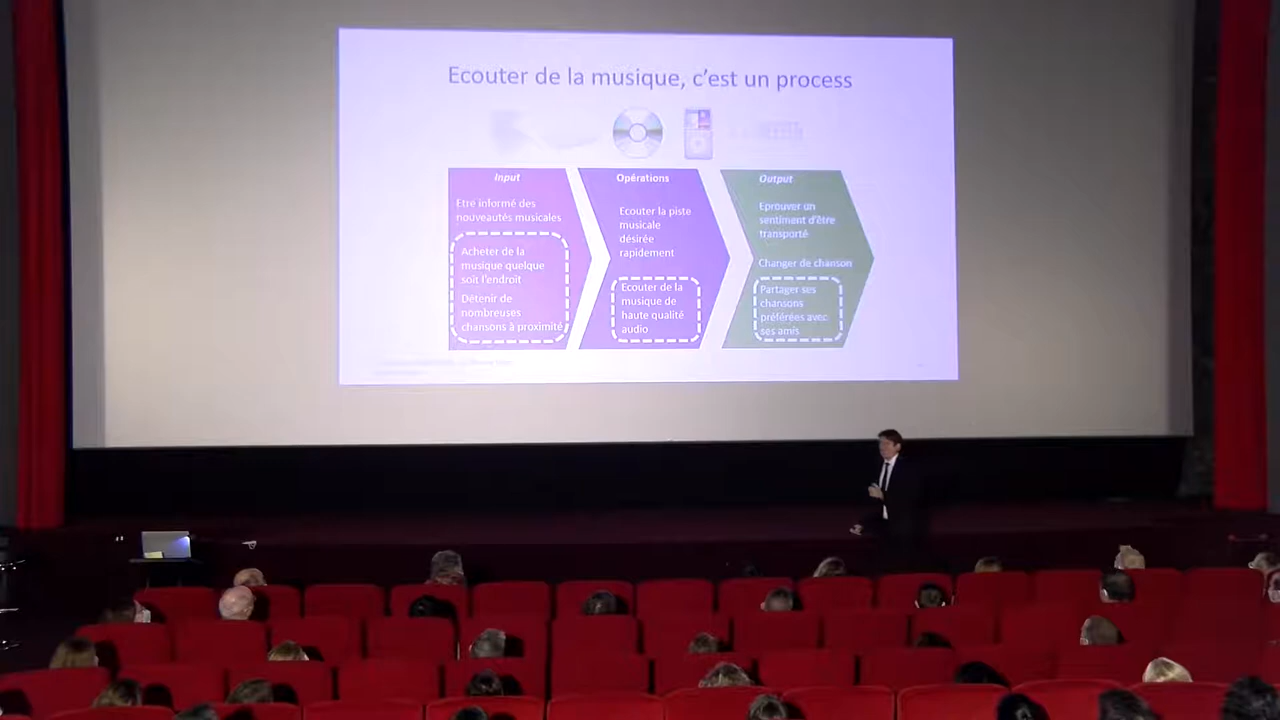 Ecouter de la musique, c'est un process
Input
Etre informé des
nouveautés musicales
Acheter de la
musique quelque
soit l'endroit
Détenir de
nombreuses
chansons à proximité
Opérations
Ecouter la piste
musicale
désirée
rapidement
Ecouter de la
musique de
haute qualité
audio
Output
Eprouver un
sentiment d'être
transporté
Changer de chanson
Partager ses
chansons
préférées avec
ses amis